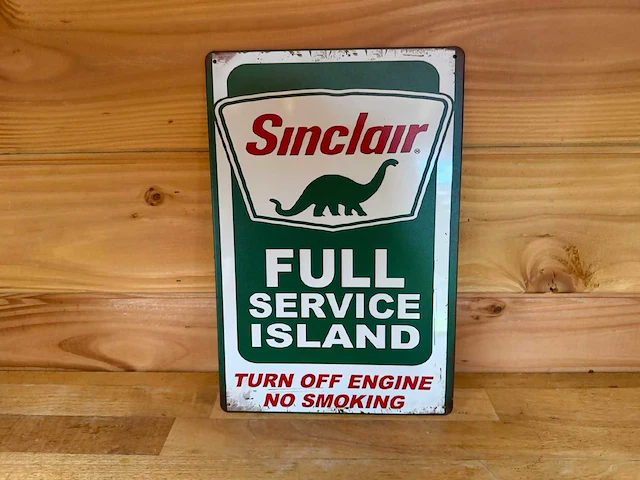 Sinclair®
FULL
SERVICE
ISLAND
TURN OFF ENGINE
NO SMOKING